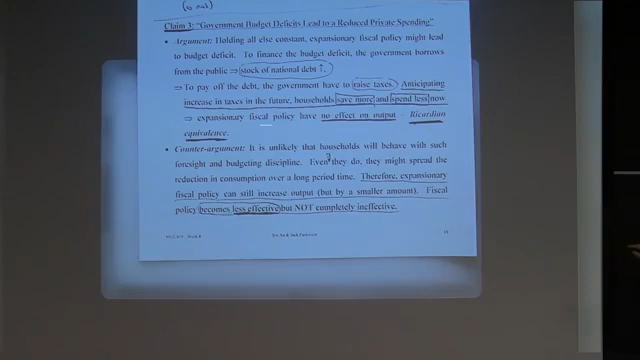 (to null)
Claim 3: "Government Budget Deficits Lead to a Reduced Private Spending"
• Argument: Holding all else constant, expansionary fiscal policy might lead
to budget deficit. To finance the budget deficit, the government borrows
from the public ⇒ stock of national debt ↑.
⇒ To pay off the debt, the government have to raise taxes. Anticipating
increase in taxes in the future, households save more and spend less now
⇒ expansionary fiscal policy have no effect on output – Ricardian
equivalence.
• Counter-argument: It is unlikely that households will behave with such
foresight and budgeting discipline. Even they do, they might spread the
reduction in consumption over a long period time. Therefore, expansionary
fiscal policy can still increase output (but by a smaller amount). Fiscal
policy becomes less effective but NOT completely ineffective.